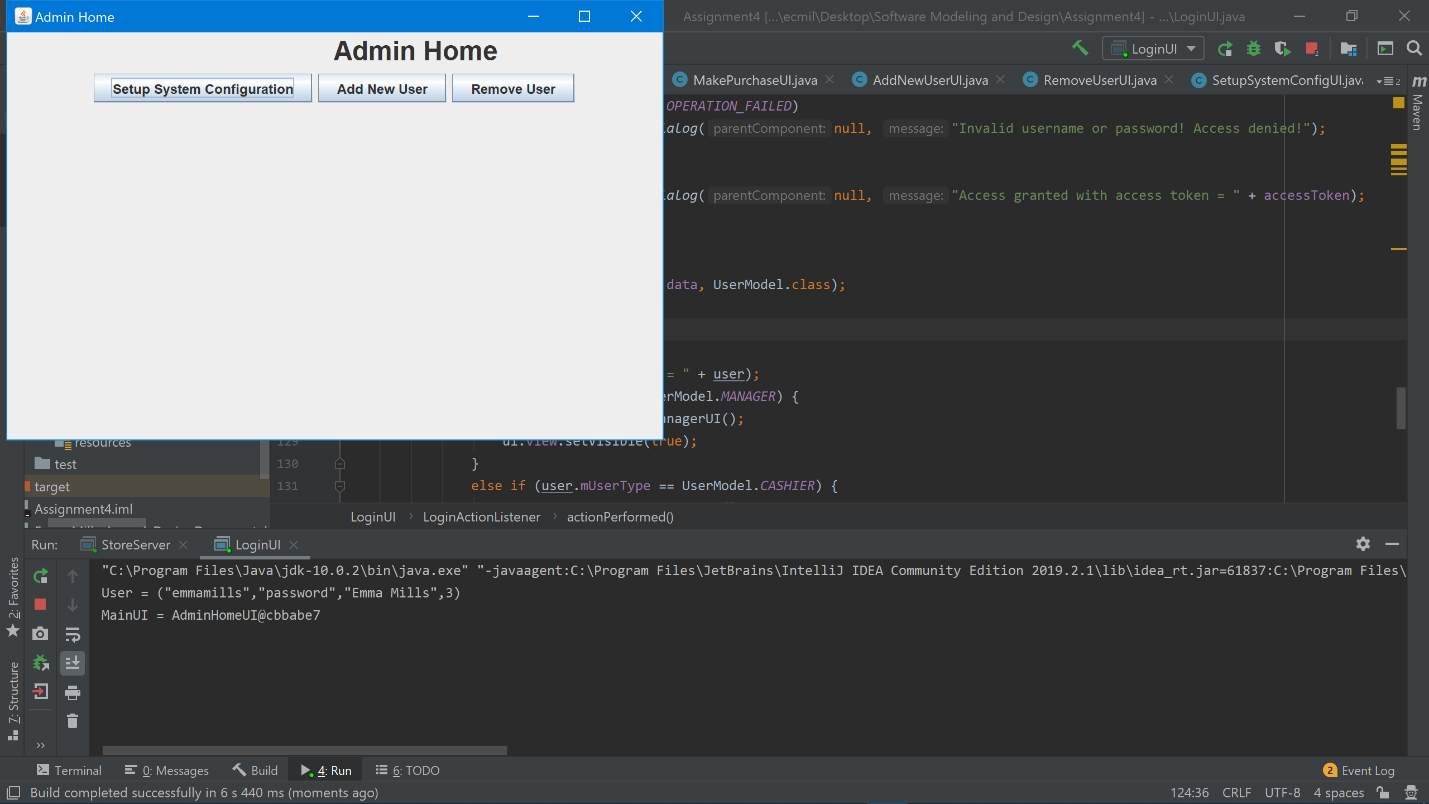 Admin Home
Assignment4 [...\ecmil\Desktop\Software Modeling and Design\Assignment4] - ...\LoginUI.java
Admin Home
Setup System Configuration
Add New User
Remove User
LoginUI
MakePurchaseUI.java
AddNewUserUI.java
RemoveUserUI.java
SetupSystemConfigUI.java
2
m
Maven
OPERATION_FAILED)
alog( parentComponent: null, message: "Invalid username or password! Access denied!");
alog( parentComponent: null, message: "Access granted with access token = " + accessToken);
data, UserModel.class);
= " + user);
erModel.MANAGER) {
anagerUI();
129 ui.view.setVisible(true);
130 }
131 else if (user.mUserType == UserModel.CASHIER) {
resources
test
target
Assignment4.iml
LoginUI › LoginActionListener › actionPerformed()
Run: StoreServer LoginUI
"C:\Program Files\Java\jdk-10.0.2\bin\java.exe" "-javaagent:C:\Program Files\JetBrains\IntelliJ IDEA Community Edition 2019.2.1\lib\idea_rt.jar=61837:C:\Program Files\
User = ("emmamills","password","Emma Mills",3)
MainUI = AdminHomeUI@cbbabe7
2: Favorites
7: Structure
Terminal 0: Messages Build 4: Run 6: TODO
2 Event Log
Build completed successfully in 6 s 440 ms (moments ago)
124:36 CRLF UTF-8 4 spaces